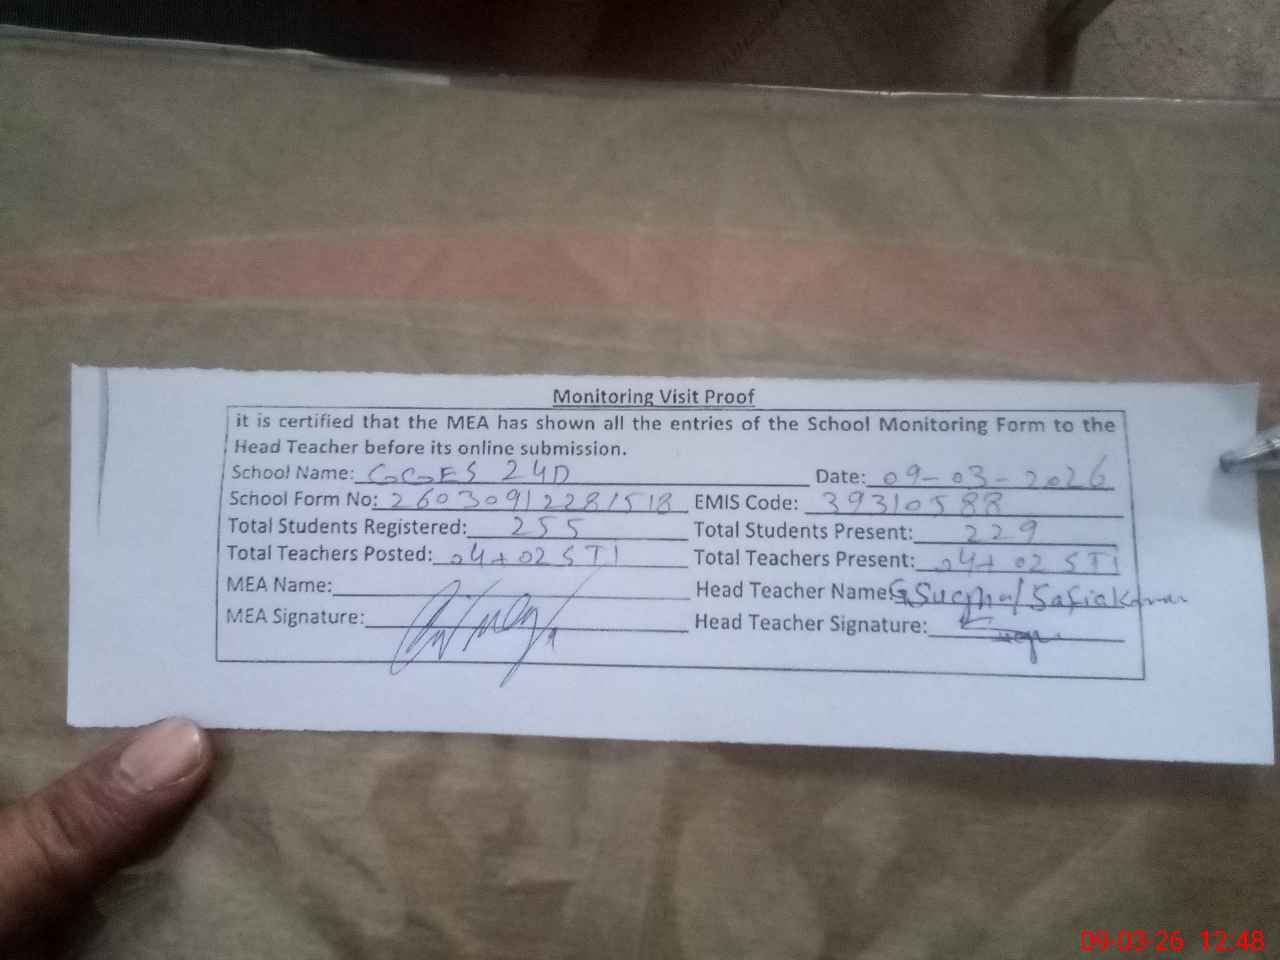 Monitoring Visit Proof
it is certified that the MEA has shown all the entries of the School Monitoring Form to the
Head Teacher before its online submission.
School Name: GGES 24D Date: 09-03-2026
School Form No: 26030912281518 EMIS Code: 39310588
Total Students Registered: 255 Total Students Present: 229
Total Teachers Posted: 04+02 STI Total Teachers Present: 04+02 STI
MEA Name: Head Teacher Name: Safia
MEA Signature: Head Teacher Signature:
09-03-26 12:48